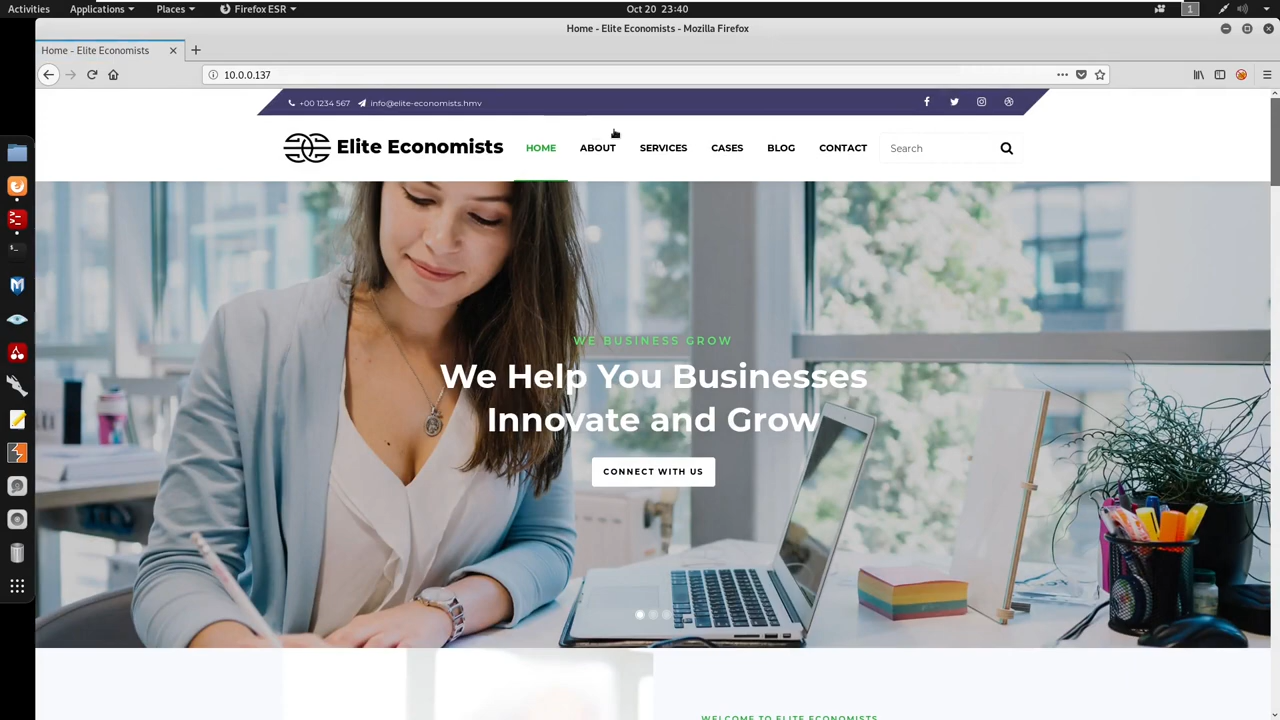 Activities Applications Places Firefox ESR Oct 20 23:40 1
Home - Elite Economists - Mozilla Firefox
Home - Elite Economists
10.0.0.137
+00 1234 567 info@elite-economists.hmv
Elite Economists HOME ABOUT SERVICES CASES BLOG CONTACT Search
WE BUSINESS GROW
We Help You Businesses
Innovate and Grow
CONNECT WITH US
WELCOME TO ELITE ECONOMISTS